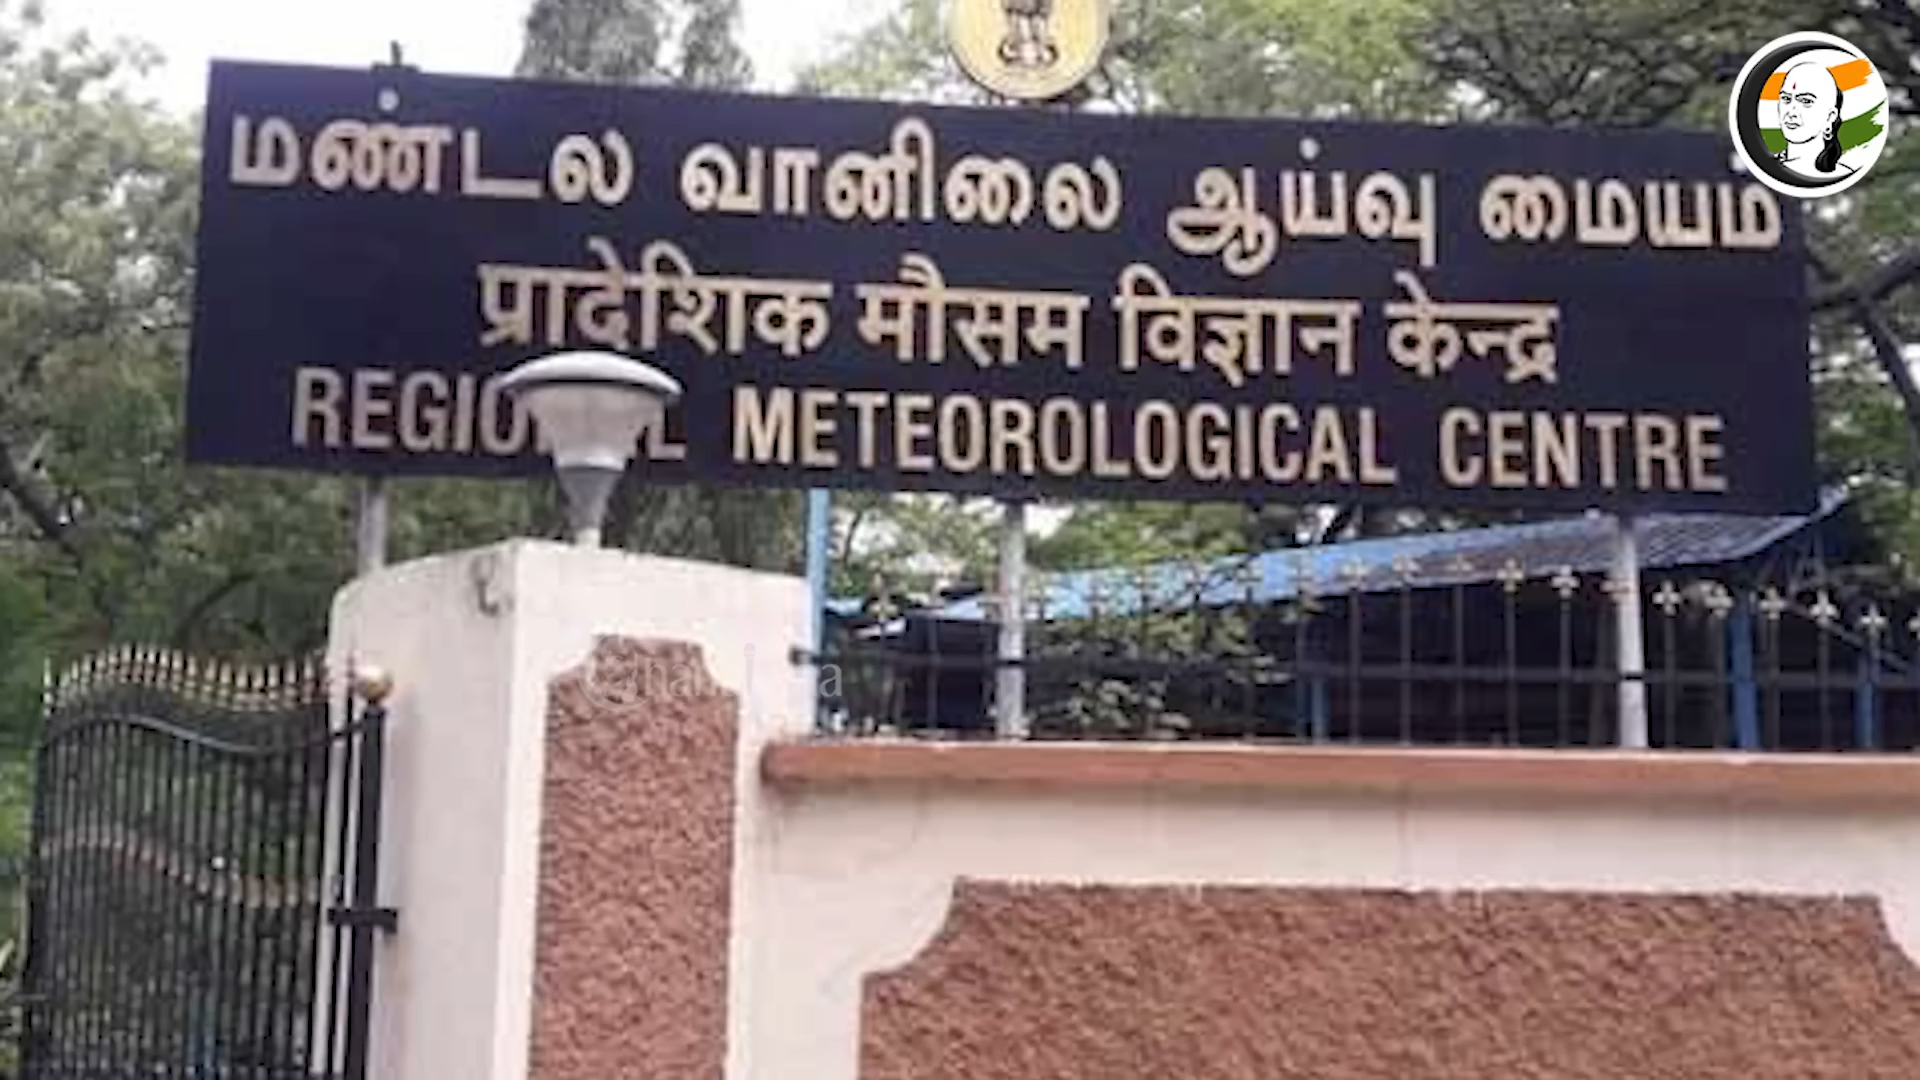 மண்டல வானிலை ஆய்வு மையம்
प्रादेशिक मौसम विज्ञान केन्द्र
METEOROLOGICAL CENTRE